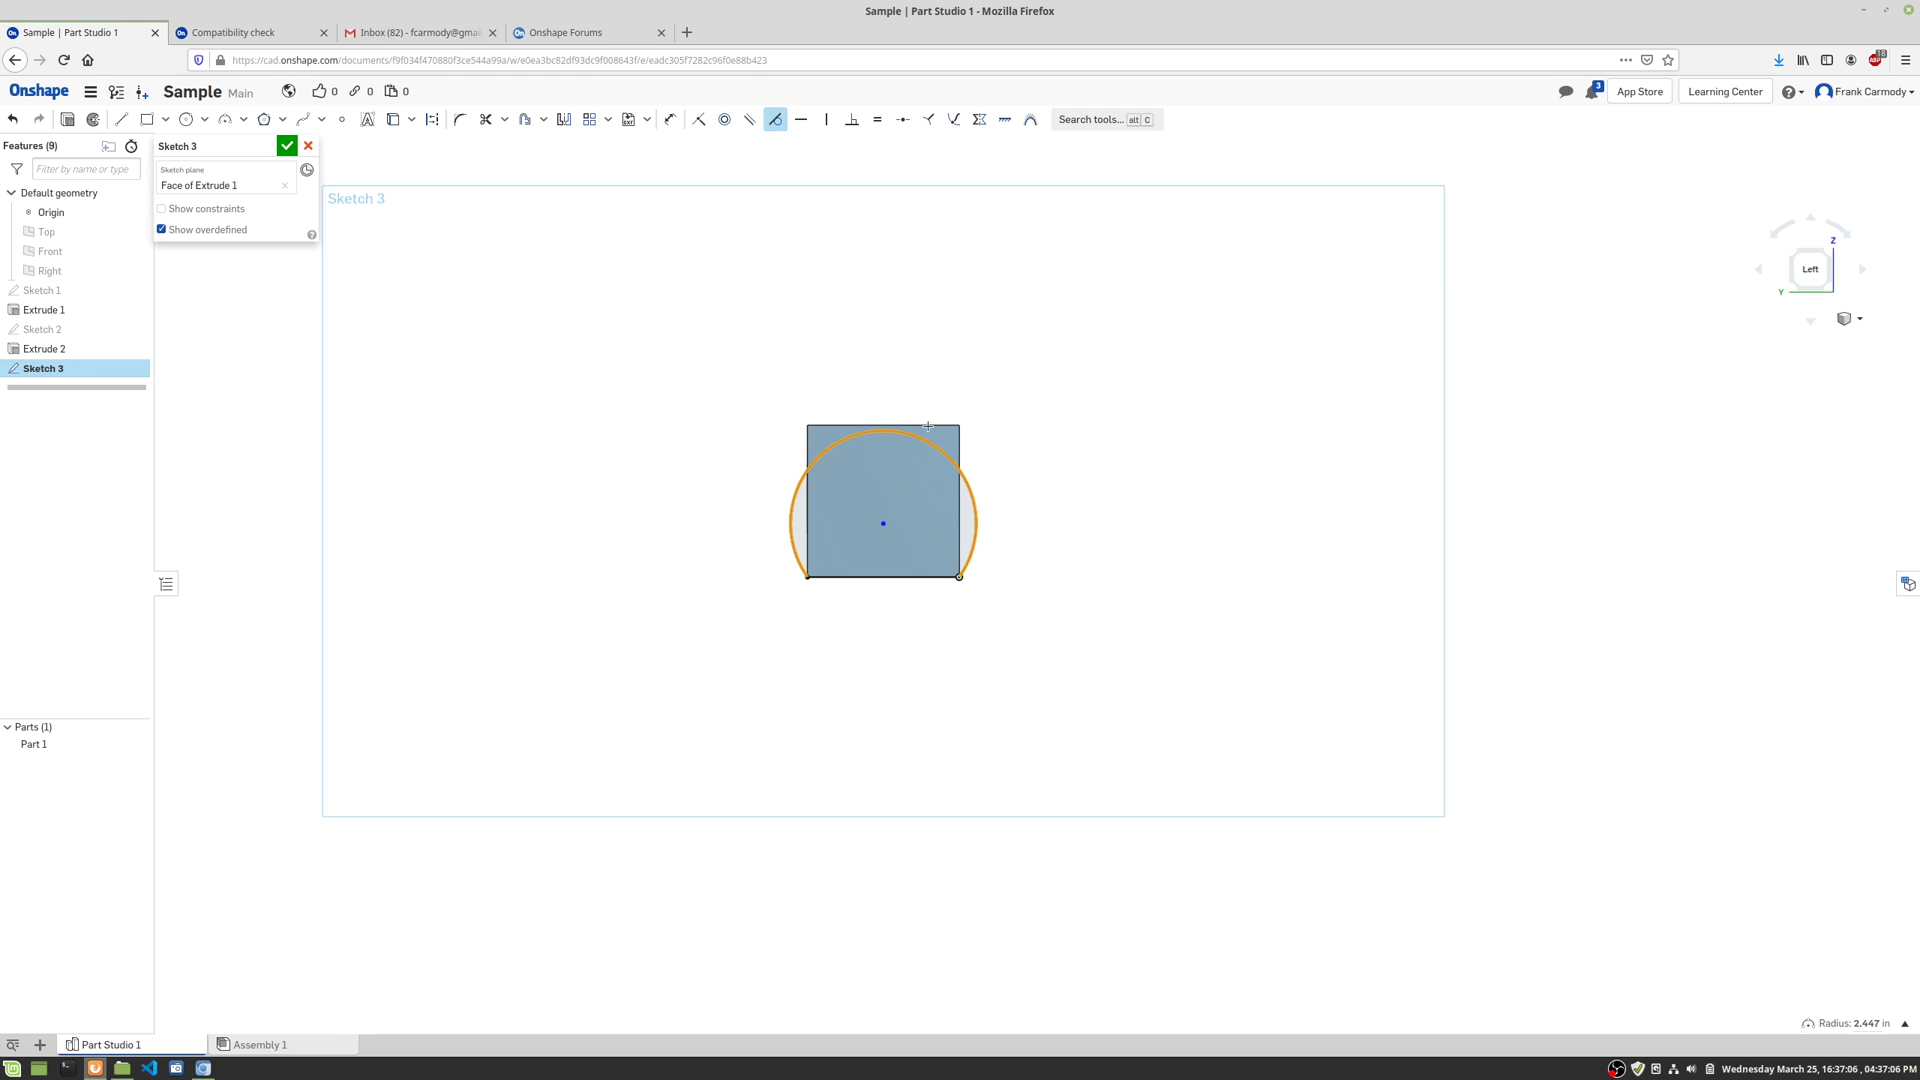 Sample | Part Studio 1 - Mozilla Firefox
Sample | Part Studio 1
Compatibility check
Inbox (82) - fcarmody@gmai
Onshape Forums
https://cad.onshape.com/documents/f9f034f470880f3ce544a99a/w/e0ea3bc82df93dc9f008643f/e/eadc305f7282c96f0e88b423
Onshape
Sample Main
0
0
0
3
App Store
Learning Center
Frank Carmody
Search tools... alt C
Features (9)
Filter by name or type
Default geometry
Origin
Top
Front
Right
Sketch 1
Extrude 1
Sketch 2
Extrude 2
Sketch 3
Sketch 3
Sketch plane
Face of Extrude 1
Show constraints
Show overdefined
Sketch 3
Z
Left
Y
Parts (1)
Part 1
Radius: 2.447 in
Part Studio 1
Assembly 1
Wednesday March 25, 16:37:06 , 04:37:06 PM